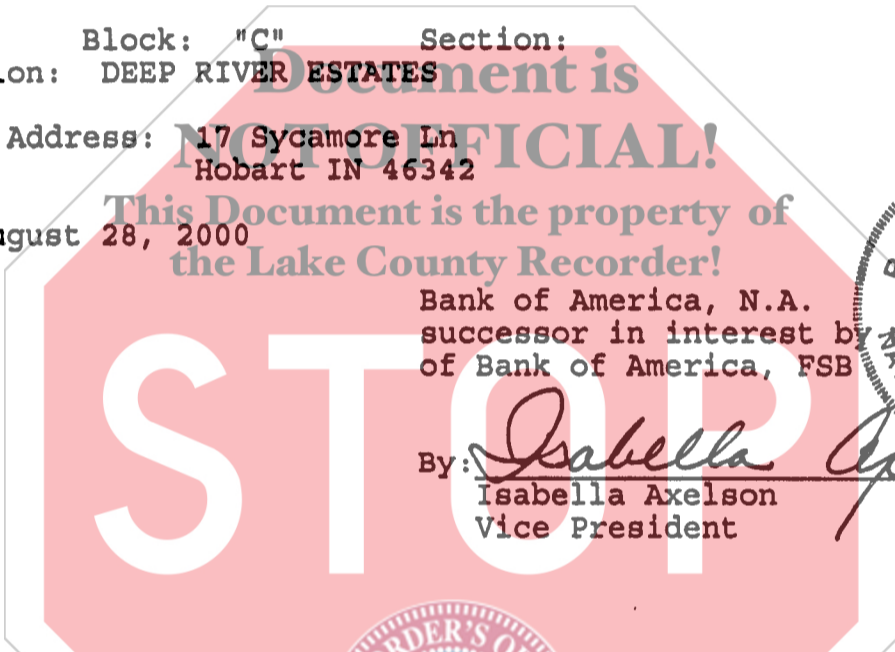 Block: "C" Section:
on: DEEP RIVER ESTATES
Document is
Address: 17 Sycamore Ln
NOT OFFICIAL!
Hobart IN 46342
This Document is the property of
ugust 28, 2000
the Lake County Recorder!
Bank of America, N.A.
successor in interest by
of Bank of America, FSB
STOP
By: Isabella
Isabella Axelson
Vice President
RDER'S O